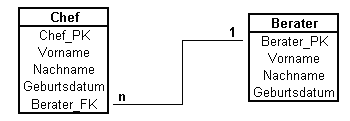 Chef
Chef_PK
Vorname
Nachname
Geburtsdatum
Berater_FK
n
1
Berater
Berater_PK
Vorname
Nachname
Geburtsdatum